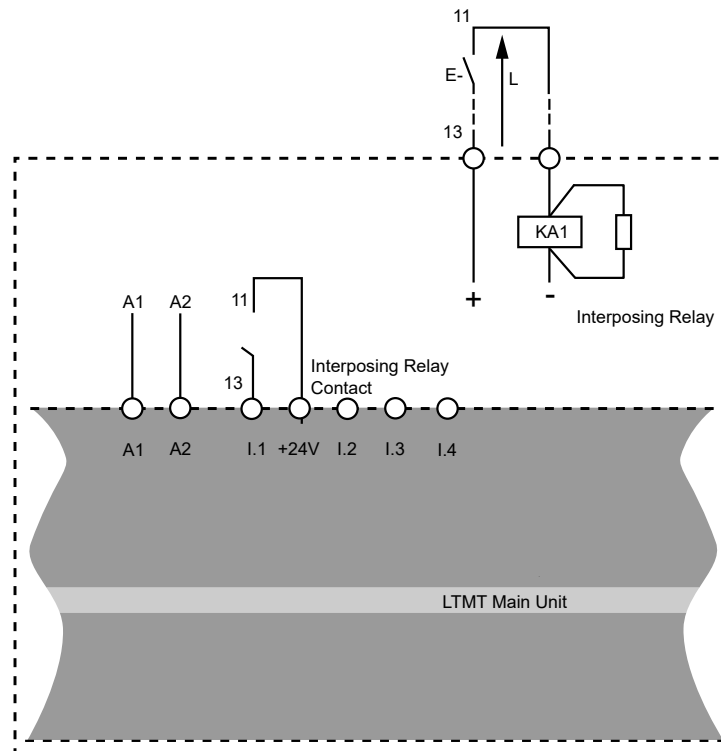 11
E-
L
13
KA1
+
-
Interposing Relay
A1
A2
11
13
Interposing Relay
Contact
A1 A2 I.1 +24V I.2 I.3 I.4
LTMT Main Unit